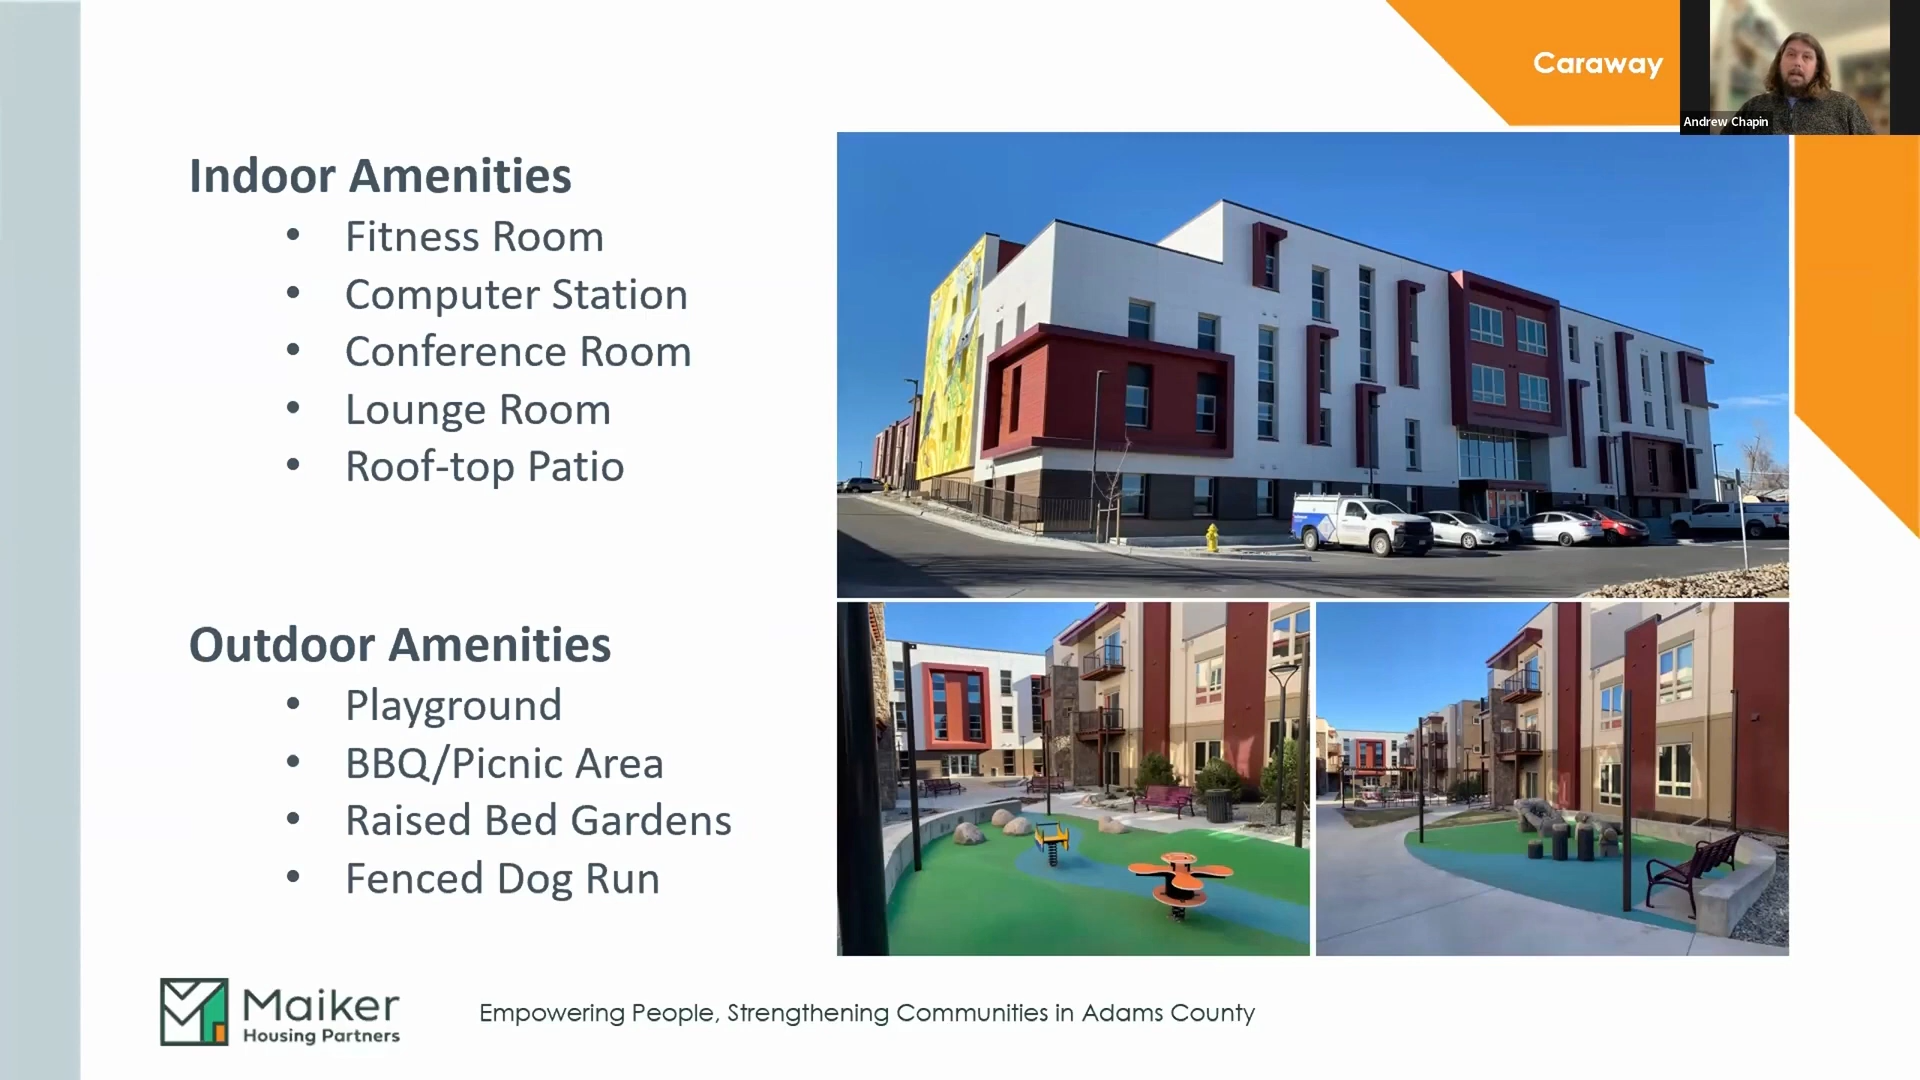 Caraway
Andrew Chapin
Indoor Amenities
• Fitness Room
• Computer Station
• Conference Room
• Lounge Room
• Roof-top Patio
Outdoor Amenities
• Playground
• BBQ/Picnic Area
• Raised Bed Gardens
• Fenced Dog Run
Maiker
Housing Partners
Empowering People, Strengthening Communities in Adams County